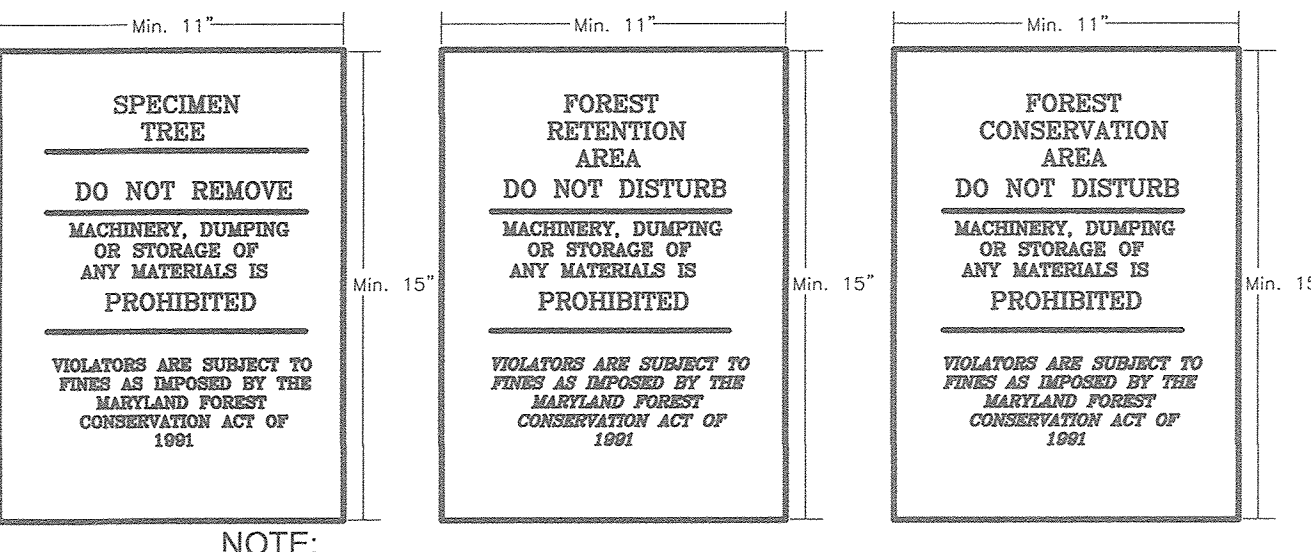 Min. 11"
SPECIMEN
TREE
DO NOT REMOVE
MACHINERY, DUMPING
OR STORAGE OF
ANY MATERIALS IS
PROHIBITED
VIOLATORS ARE SUBJECT TO
FINES AS IMPOSED BY THE
MARYLAND FOREST
CONSERVATION ACT OF
1991
Min. 15"
Min. 11"
FOREST
RETENTION
AREA
DO NOT DISTURB
MACHINERY, DUMPING
OR STORAGE OF
ANY MATERIALS IS
PROHIBITED
VIOLATORS ARE SUBJECT TO
FINES AS IMPOSED BY THE
MARYLAND FOREST
CONSERVATION ACT OF
1991
Min. 15"
Min. 11"
FOREST
CONSERVATION
AREA
DO NOT DISTURB
MACHINERY, DUMPING
OR STORAGE OF
ANY MATERIALS IS
PROHIBITED
VIOLATORS ARE SUBJECT TO
FINES AS IMPOSED BY THE
MARYLAND FOREST
CONSERVATION ACT OF
1991
Min. 15
NOTE: